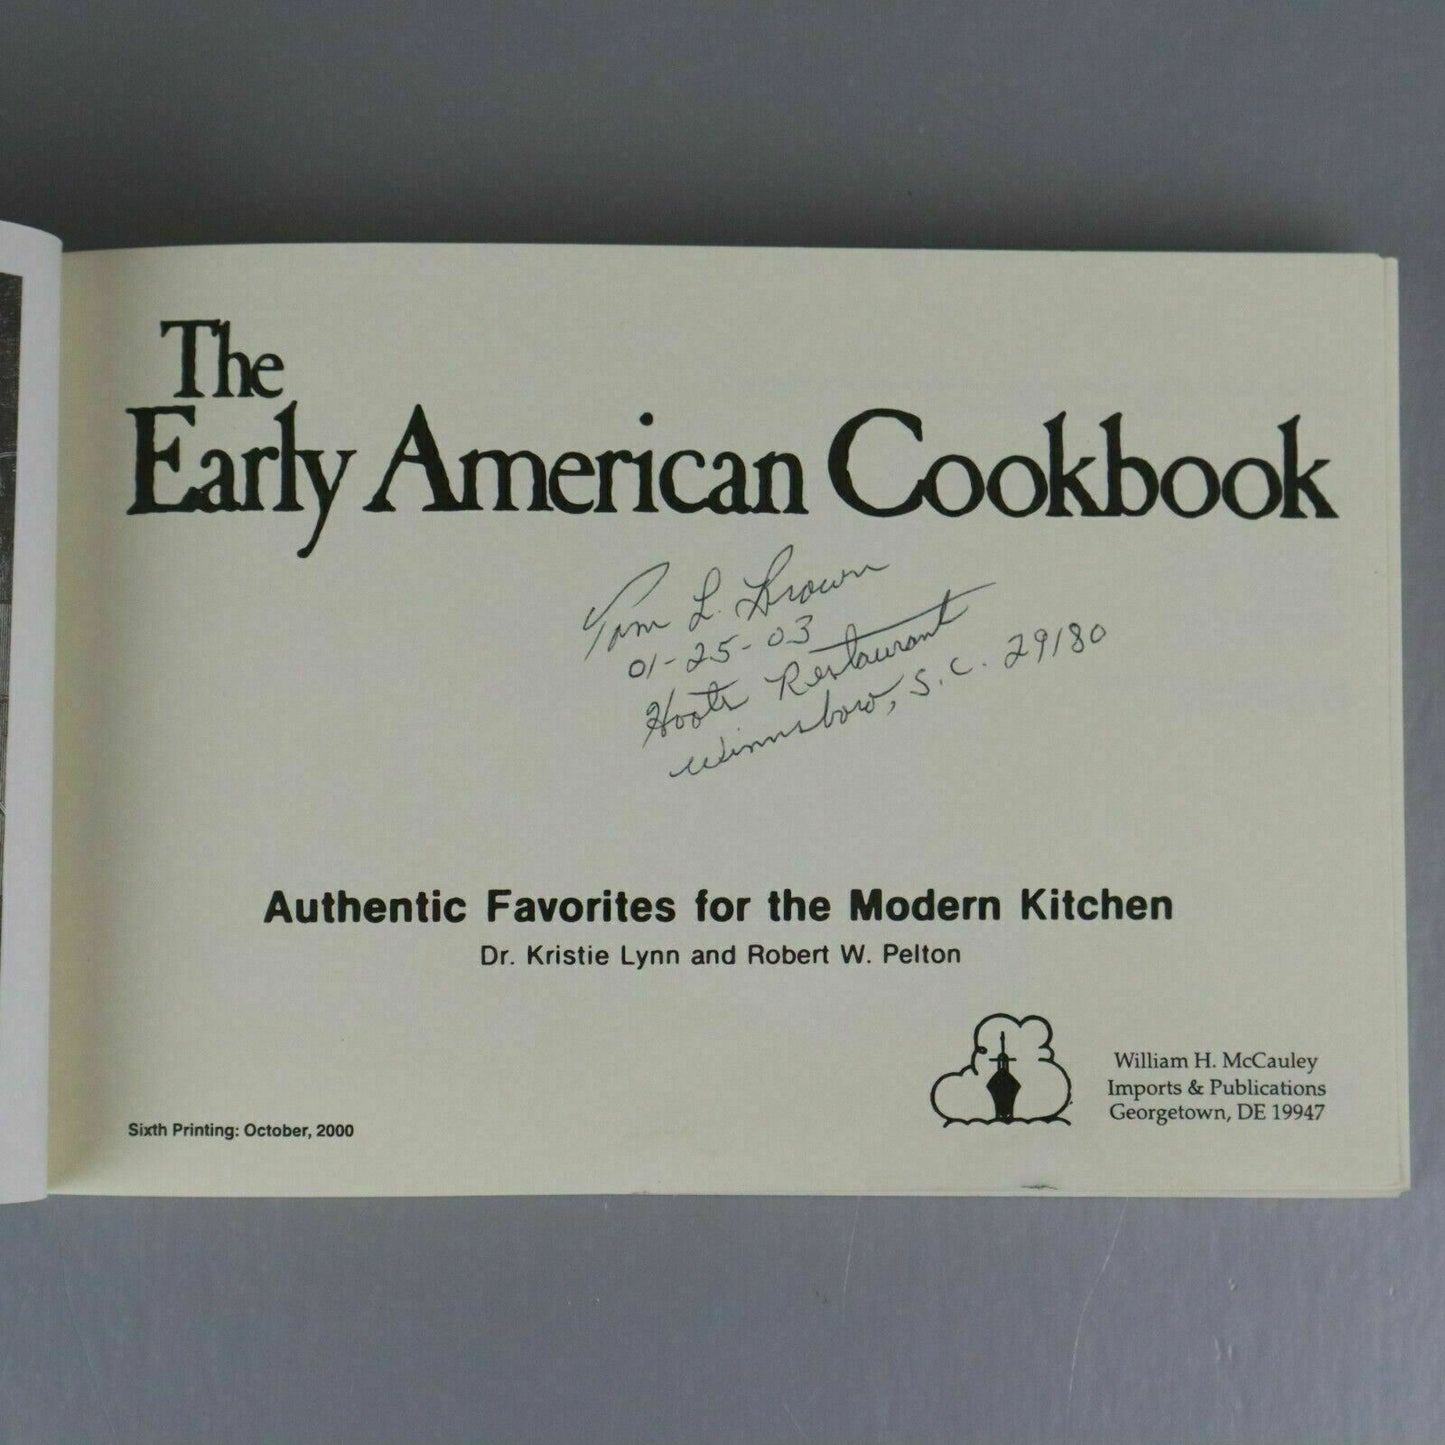 The
Early American Cookbook
Tom L. Brown
01-25-03
Hoots Restaurant
Winnsboro, S.C. 29180
Authentic Favorites for the Modern Kitchen
Dr. Kristie Lynn and Robert W. Pelton
William H. McCauley
Imports & Publications
Georgetown, DE 19947
Sixth Printing: October, 2000